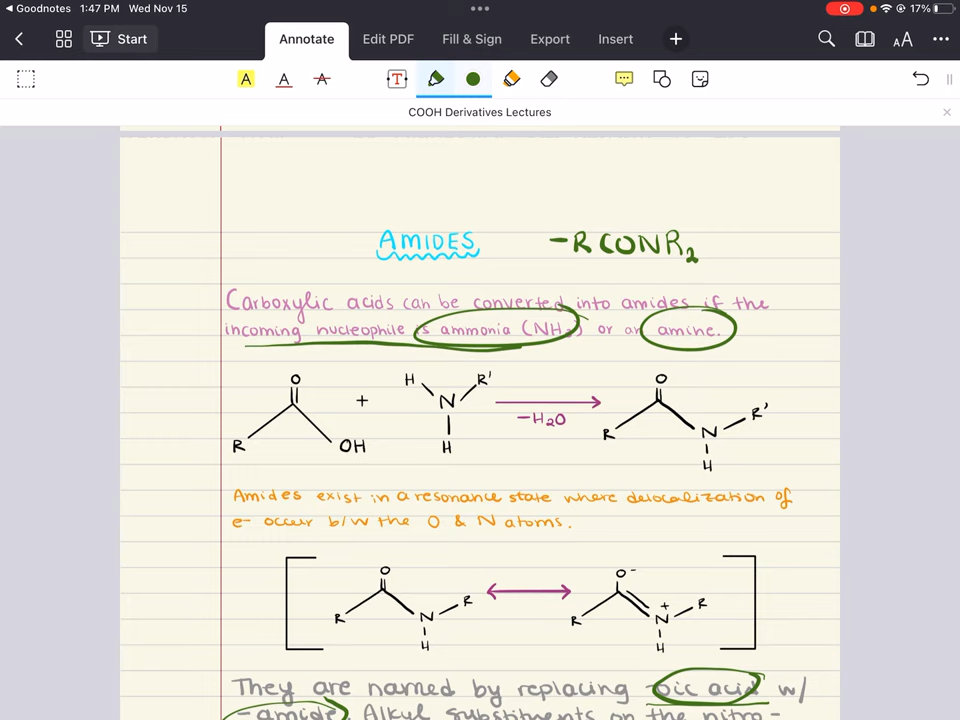 Goodnotes 1:47 PM Wed Nov 15 17%
Start Annotate Edit PDF Fill & Sign Export Insert
A A T AA
COOH Derivatives Lectures
AMIDES -RCONR2
Carboxylic acids can be converted into amides if the
incoming nucleophile is ammonia (NH3) or an amine.
O H R' O
R OH + N H -H2O R N R' H
Amides exist in a resonance state where delocalization of
e- occur b/w the O & N atoms.
O O-
R N R H R N+ R H
They are named by replacing -oic acid w/
-amide. Alkyl substituents on the nitro-